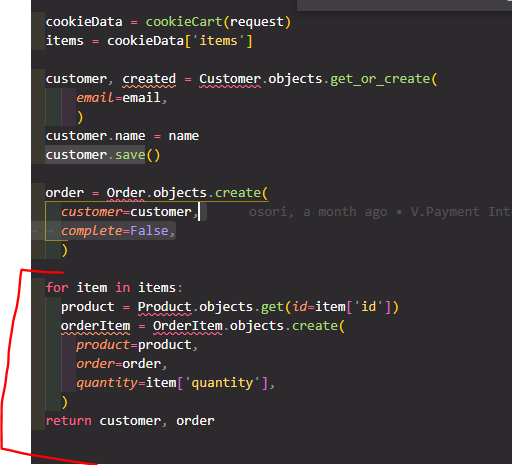 cookieData = cookieCart(request)
items = cookieData['items']
customer, created = Customer.objects.get_or_create(
email=email,
)
customer.name = name
customer.save()
order = Order.objects.create(
customer=customer, osori, a month ago • V.Payment Int
complete=False,
)
for item in items:
product = Product.objects.get(id=item['id'])
orderItem = OrderItem.objects.create(
product=product,
order=order,
quantity=item['quantity'],
)
return customer, order